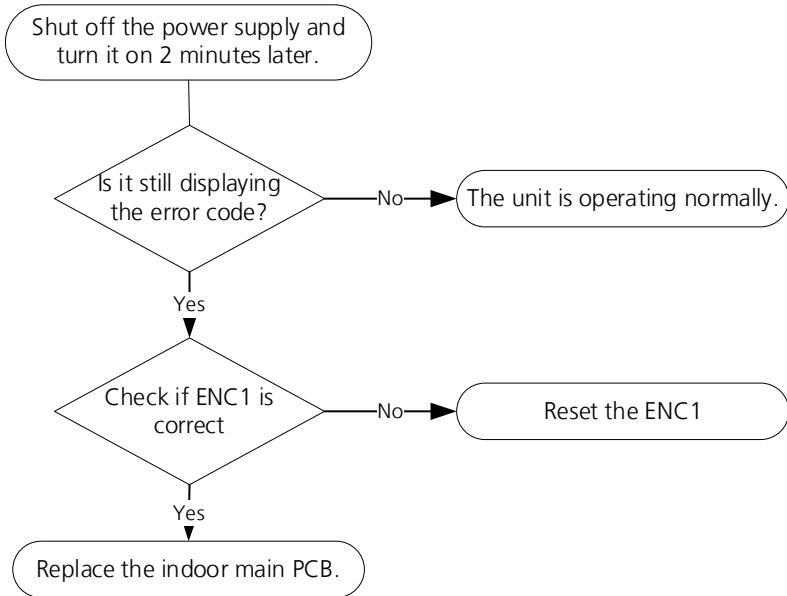 Shut off the power supply and
turn it on 2 minutes later.
Is it still displaying
the error code?
No
The unit is operating normally.
Yes
Check if ENC1 is
correct
No
Reset the ENC1
Yes
Replace the indoor main PCB.